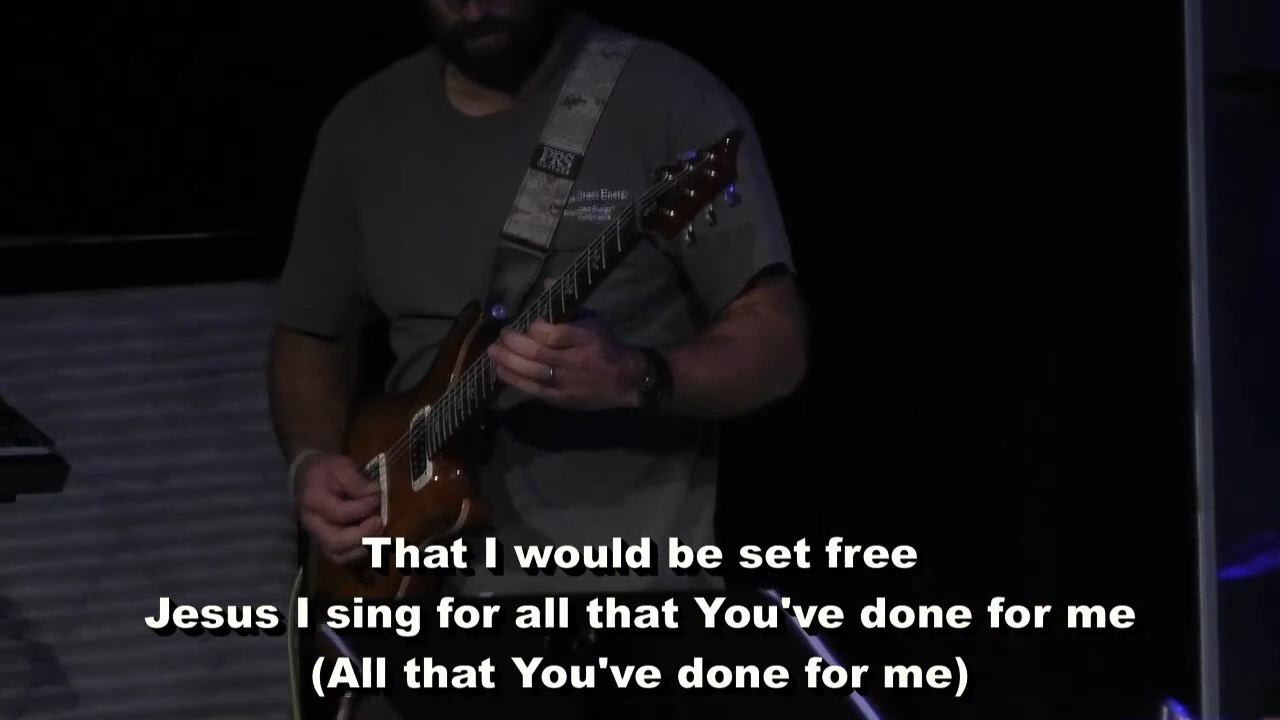 PRS
That I would be set free
Jesus I sing for all that You've done for me
(All that You've done for me)